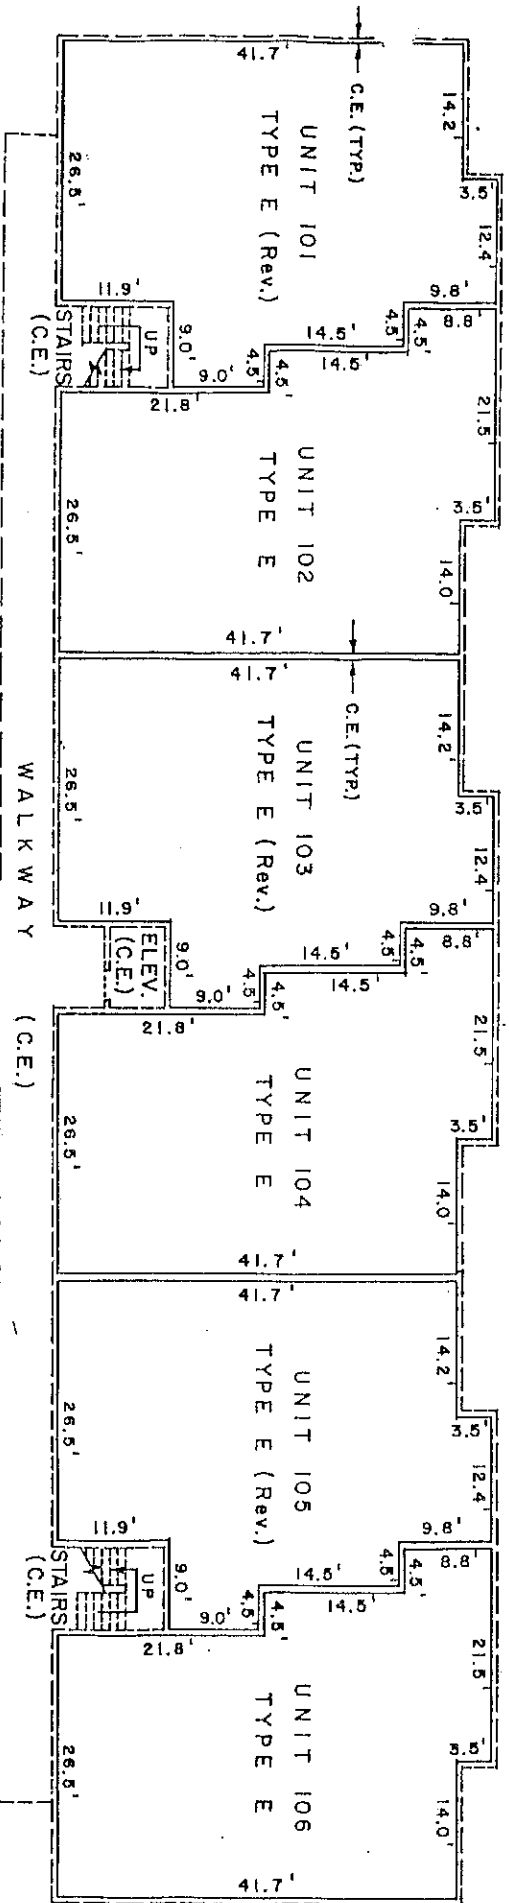 41.7'
C.E. (TYP.)
14.2'
3.5'
12.4'
UNIT 101
TYPE E (Rev.)
26.5'
11.9'
9.8'
8.8'
4.5'
4.5'
14.5'
14.5'
9.0'
4.5'
4.5'
9.0'
UP
STAIRS
(C.E.)
21.8'
21.5'
3.5'
14.0'
UNIT 102
TYPE E
26.5'
41.7'
41.7'
C.E. (TYP.)
14.2'
3.5'
12.4'
UNIT 103
TYPE E (Rev.)
26.5'
11.9'
9.8'
8.8'
4.5'
4.5'
14.5'
14.5'
9.0'
4.5'
4.5'
9.0'
ELEV.
(C.E.)
21.8'
21.5'
3.5'
14.0'
UNIT 104
TYPE E
26.5'
WALKWAY (C.E.)
41.7'
41.7'
14.2'
3.5'
12.4'
UNIT 105
TYPE E (Rev.)
26.5'
11.9'
9.8'
8.8'
4.5'
4.5'
14.5'
14.5'
9.0'
4.5'
4.5'
9.0'
UP
STAIRS
(C.E.)
21.8'
21.5'
3.5'
14.0'
UNIT 106
TYPE E
26.5'
41.7'